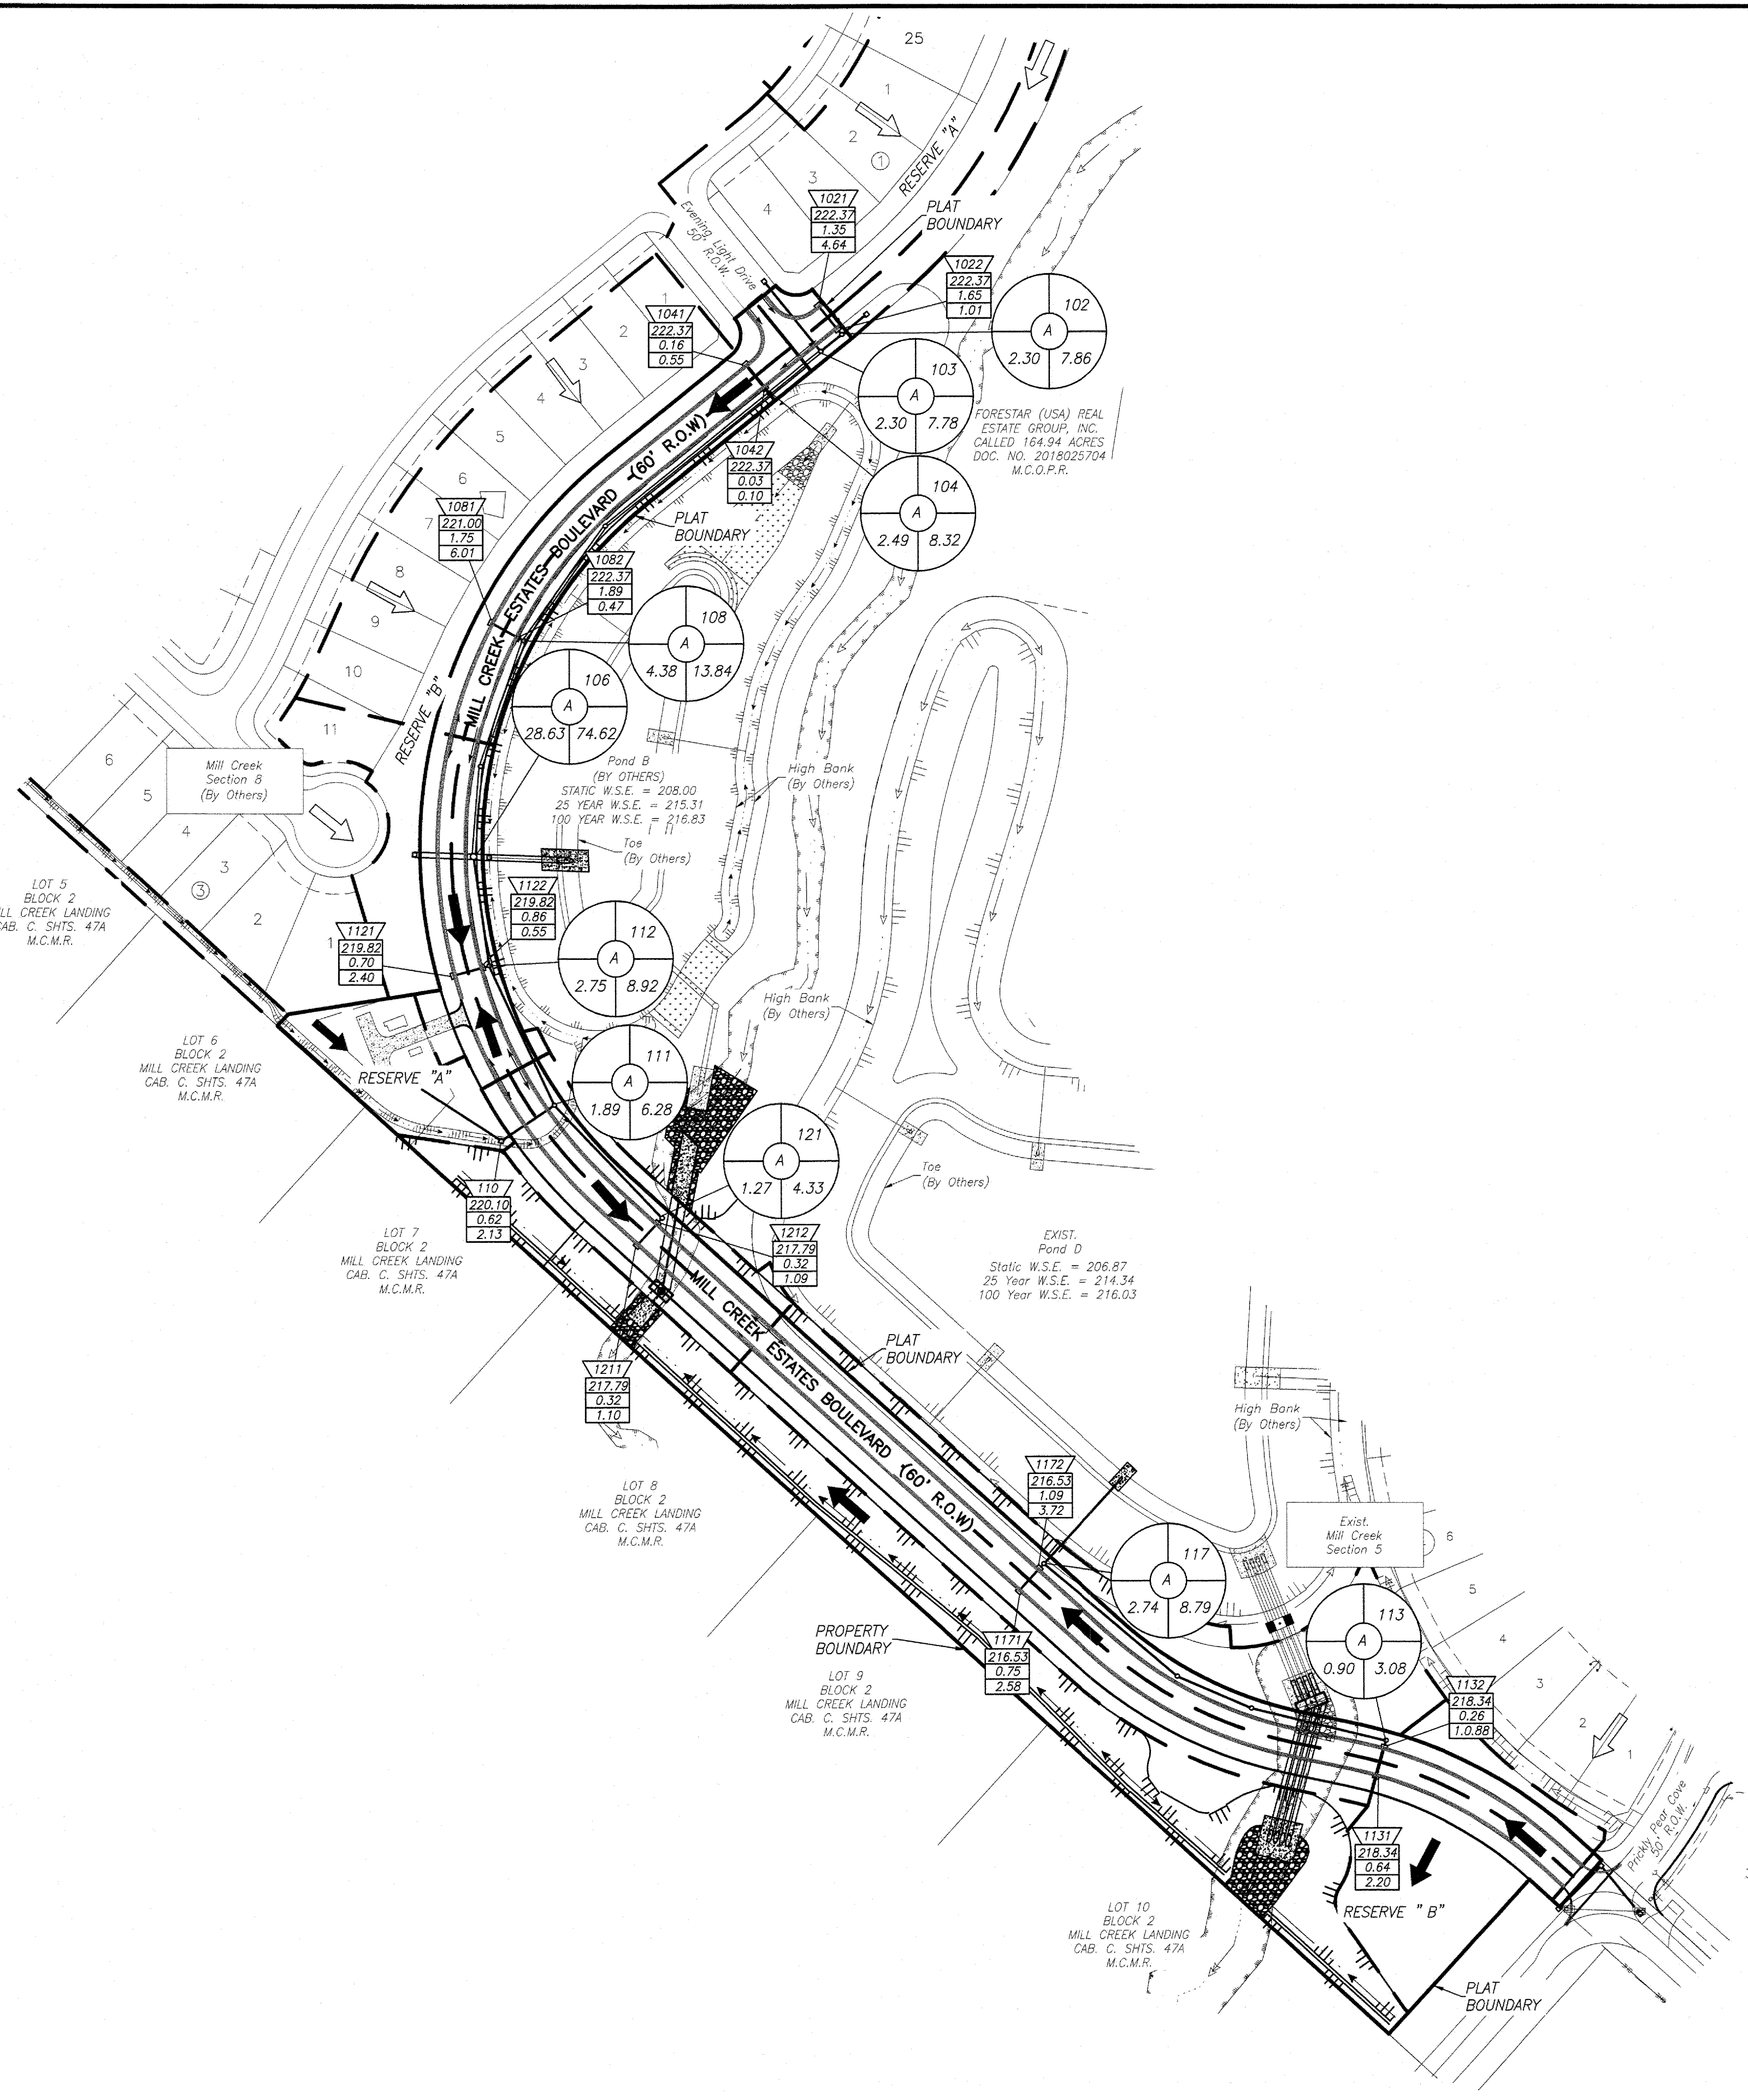 25
1
2
1
3
4
RESERVE "A"
PLAT
BOUNDARY
Evening Light Drive
50' R.O.W.
1021
222.37
1.35
4.64
1022
222.37
1.65
1.01
102
A
2.30
7.86
1
2
3
4
5
6
7
8
9
10
11
1041
222.37
0.16
0.55
103
A
2.30
7.78
FORESTAR (USA) REAL
ESTATE GROUP, INC.
CALLED 164.94 ACRES
DOC. NO. 2018025704
M.C.O.P.R.
1042
222.37
0.03
0.10
104
A
2.49
8.32
MILL CREEK ESTATES BOULEVARD (60' R.O.W)
PLAT
BOUNDARY
1081
221.00
1.75
6.01
1082
222.37
1.89
0.47
108
A
4.38
13.84
106
A
28.63
74.62
RESERVE "B"
Mill Creek
Section 8
(By Others)
6
5
4
3
3
2
1
Pond B
(BY OTHERS)
STATIC W.S.E. = 208.00
25 YEAR W.S.E. = 215.31
100 YEAR W.S.E. = 216.83
High Bank
(By Others)
Toe
(By Others)
LOT 5
BLOCK 2
LL CREEK LANDING
CAB. C. SHTS. 47A
M.C.M.R.
1122
219.82
0.86
0.55
1121
219.82
0.70
2.40
112
A
2.75
8.92
High Bank
(By Others)
LOT 6
BLOCK 2
MILL CREEK LANDING
CAB. C. SHTS. 47A
M.C.M.R.
RESERVE "A"
111
A
1.89
6.28
121
A
1.27
4.33
Toe
(By Others)
110
220.10
0.62
2.13
LOT 7
BLOCK 2
MILL CREEK LANDING
CAB. C. SHTS. 47A
M.C.M.R.
1212
217.79
0.32
1.09
EXIST.
Pond D
Static W.S.E. = 206.87
25 Year W.S.E. = 214.34
100 Year W.S.E. = 216.03
MILL CREEK ESTATES BOULEVARD (60' R.O.W)
PLAT
BOUNDARY
1211
217.79
0.32
1.10
High Bank
(By Others)
LOT 8
BLOCK 2
MILL CREEK LANDING
CAB. C. SHTS. 47A
M.C.M.R.
1172
216.53
1.09
3.72
Exist.
Mill Creek
Section 5
6
5
4
3
2
1
117
A
2.74
8.79
113
A
0.90
3.08
PROPERTY
BOUNDARY
1171
216.53
0.75
2.58
LOT 9
BLOCK 2
MILL CREEK LANDING
CAB. C. SHTS. 47A
M.C.M.R.
1132
218.34
0.26
1.0.88
Prickly Pear Cove
50' R.O.W.
1131
218.34
0.64
2.20
RESERVE " B"
LOT 10
BLOCK 2
MILL CREEK LANDING
CAB. C. SHTS. 47A
M.C.M.R.
PLAT
BOUNDARY